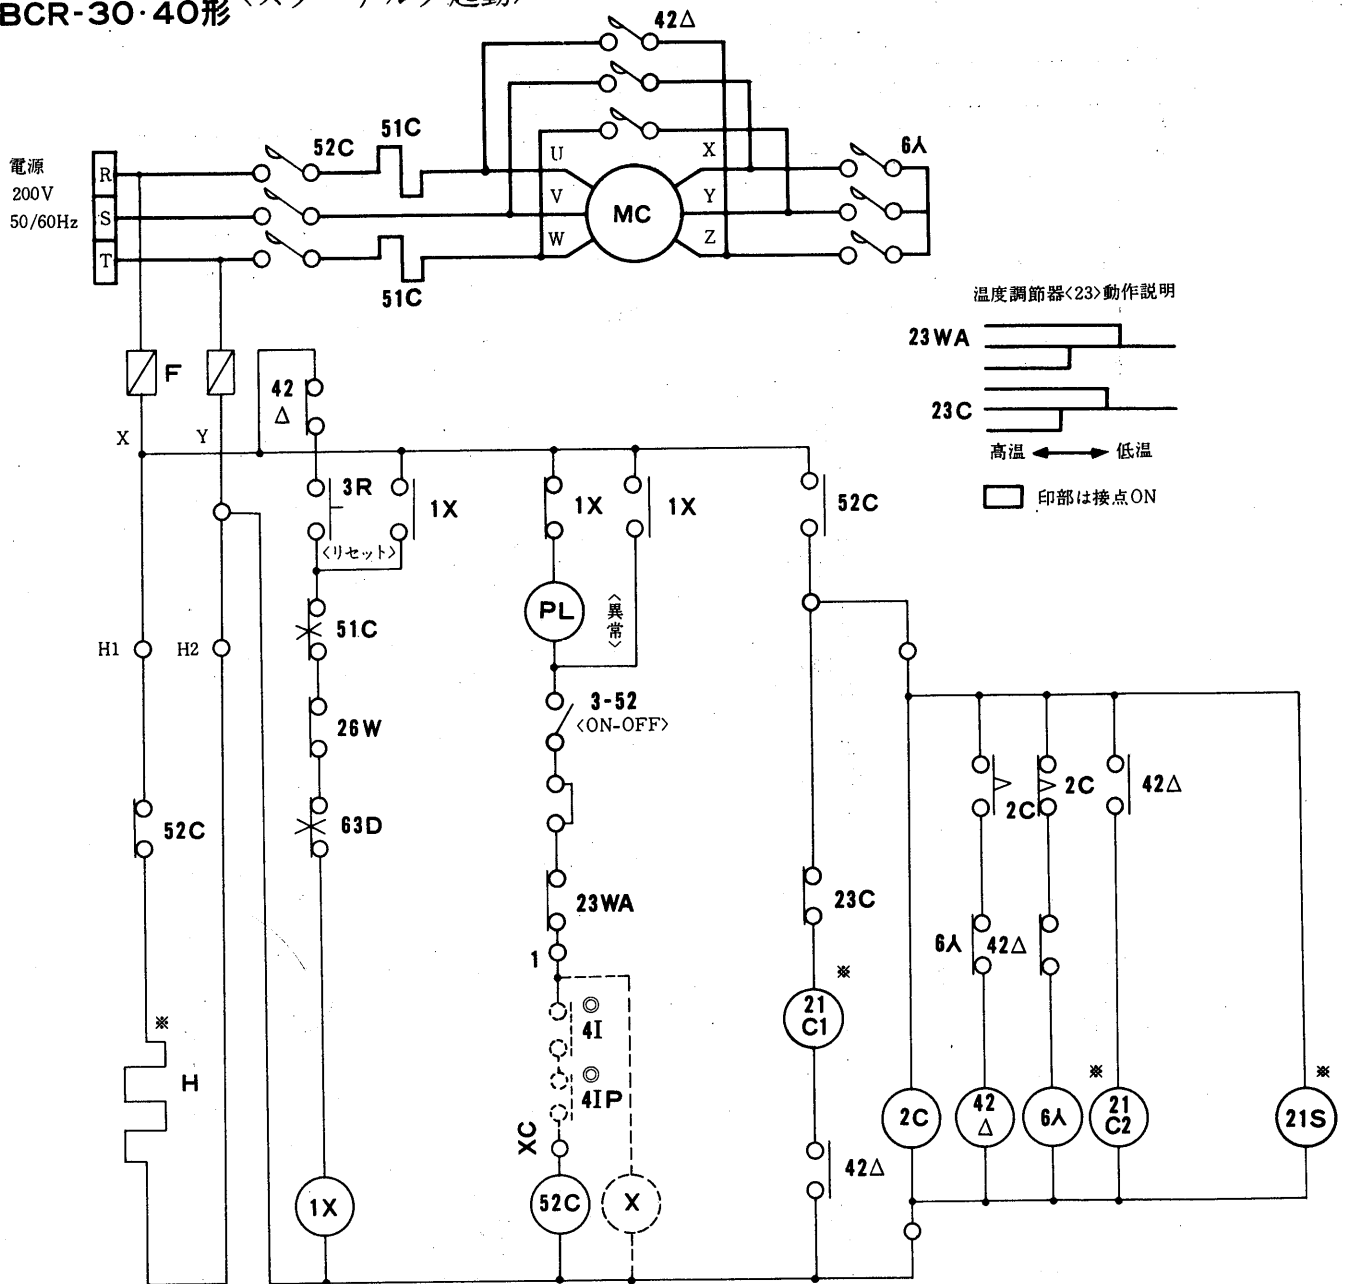 BCR-30·40形
42△
51C
52C
6人
電源
200V
50/60Hz
R
S
T
U
V
W
MC
X
Y
Z
51C
温度調節器<23>動作説明
23WA
23C
高温 低温
印部は接点ON
F
42
△
X
Y
3R
1X
<リセット>
1X
1X
52C
PL
<異常>
51C
H1
H2
3-52
<ON-OFF>
26W
52C
63D
2C
2C
42△
23WA
23C
1
6人
42△
※
21
C1
※
H
◎
4I
◎
4IP
XC
※
※
2C
42
△
6人
21
C2
21S
42△
1X
52C
X